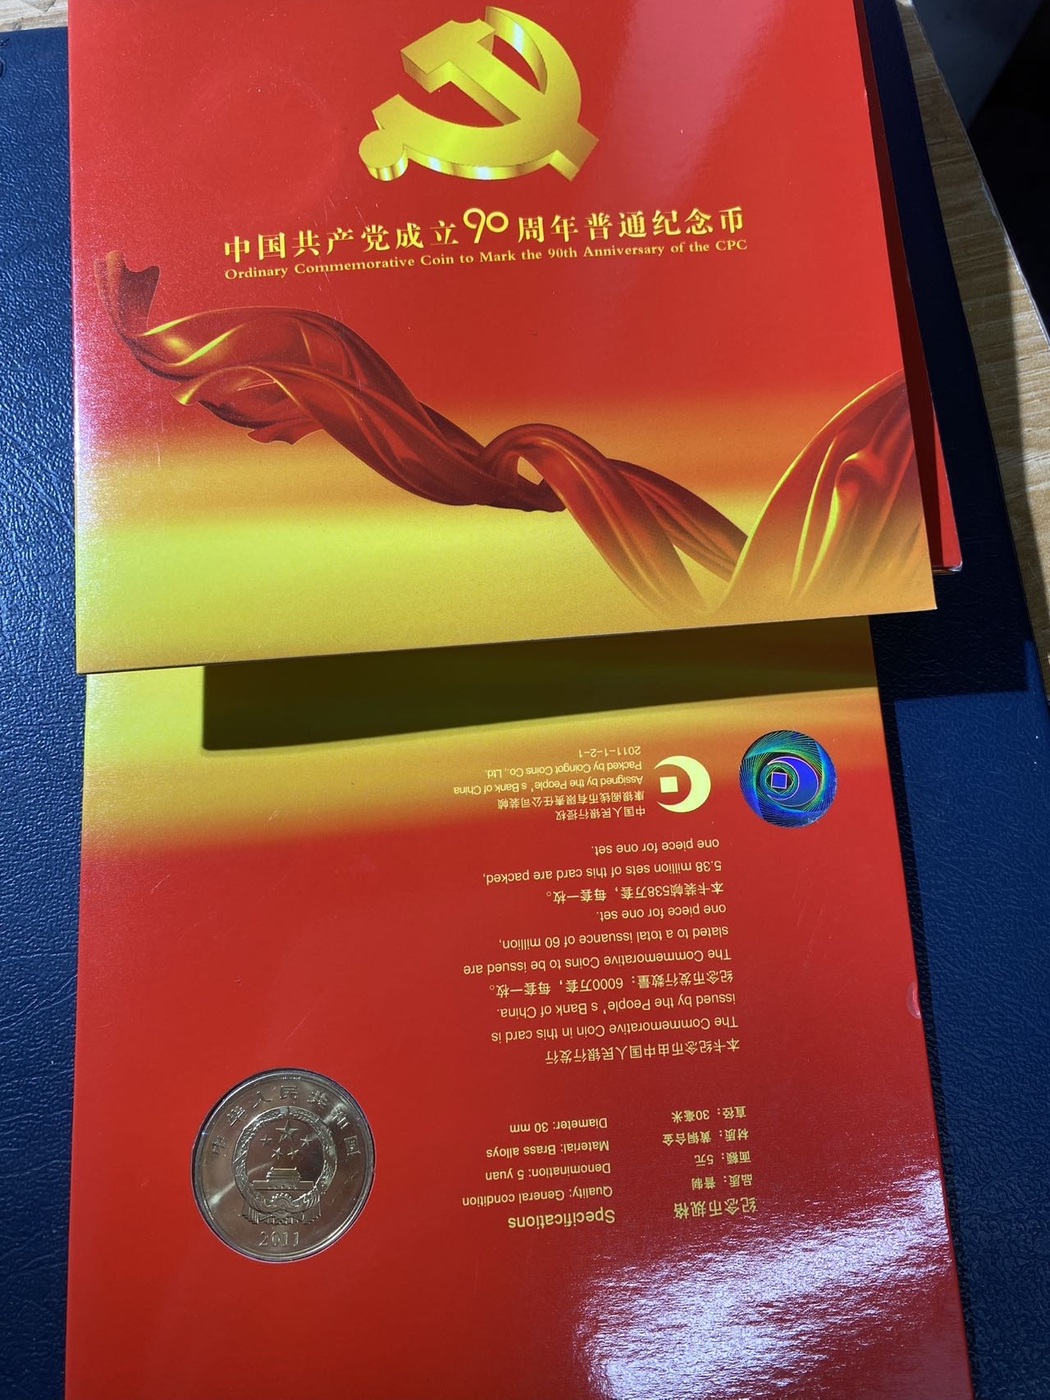 中国共产党成立90周年普通纪念币
Ordinary Commemorative Coin to Mark the 90th Anniversary of the CPC
纪念币规格 Specifications
品质：普制 Quality: General condition
面额：5元 Denomination: 5 yuan
材质：黄铜合金 Material: Brass alloys
直径：30毫米 Diameter: 30 mm
本卡纪念币由中国人民银行发行
The Commemorative Coin in this card is
issued by the People's Bank of China.
纪念币发行数量：6000万套，每套一枚。
The Commemorative Coins to be issued are
slated to a total issuance of 60 million,
one piece for one set.
本卡装帧538万套，每套一枚。
5.38 million sets of this card are packed,
one piece for one set.
中国人民银行授权
康银阁钱币有限责任公司装帧
Assigned by the People's Bank of China
Packed by Coingot Coins Co., Ltd.
2011-1-2-1
中华人民共和国
2011